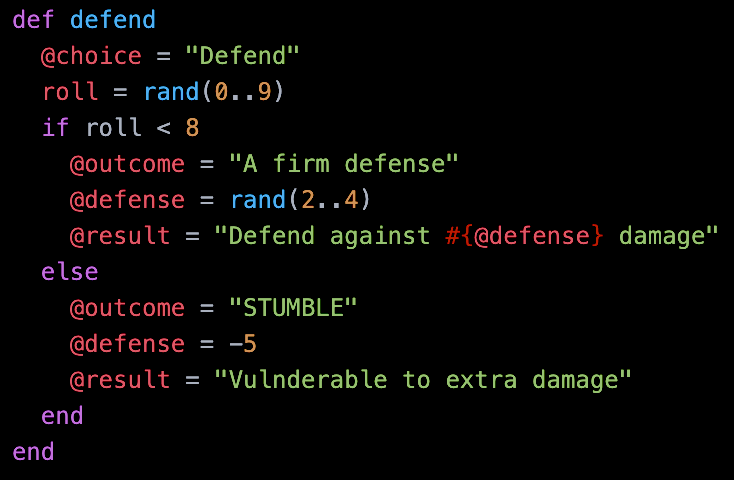 def defend
  @choice = "Defend"
  roll = rand(0..9)
  if roll < 8
    @outcome = "A firm defense"
    @defense = rand(2..4)
    @result = "Defend against #{@defense} damage"
  else
    @outcome = "STUMBLE"
    @defense = -5
    @result = "Vulnderable to extra damage"
  end
end